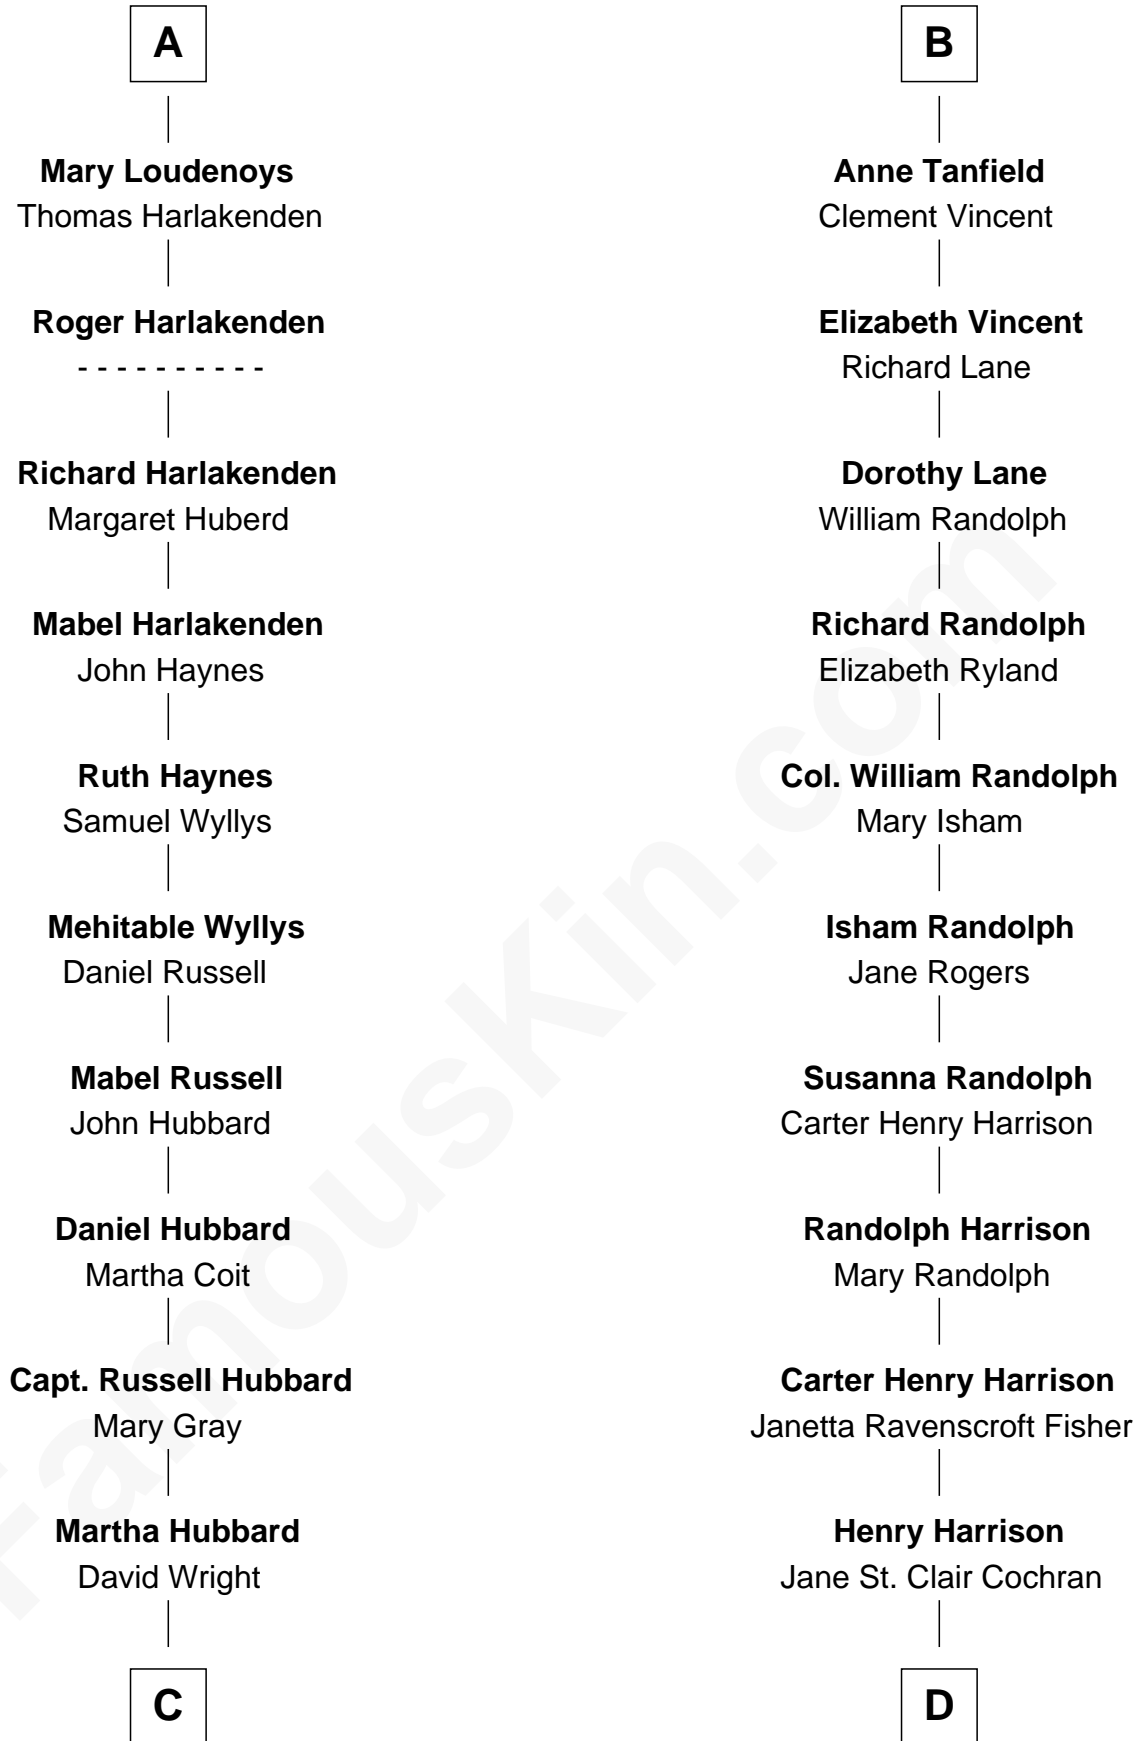 A
Mary Loudenoys
Thomas Harlakenden
Roger Harlakenden
- - - - - - - - - -
Richard Harlakenden
Margaret Huberd
Mabel Harlakenden
John Haynes
Ruth Haynes
Samuel Wyllys
Mehitable Wyllys
Daniel Russell
Mabel Russell
John Hubbard
Daniel Hubbard
Martha Coit
Capt. Russell Hubbard
Mary Gray
Martha Hubbard
David Wright
C
B
Anne Tanfield
Clement Vincent
Elizabeth Vincent
Richard Lane
Dorothy Lane
William Randolph
Richard Randolph
Elizabeth Ryland
Col. William Randolph
Mary Isham
Isham Randolph
Jane Rogers
Susanna Randolph
Carter Henry Harrison
Randolph Harrison
Mary Randolph
Carter Henry Harrison
Janetta Ravenscroft Fisher
Henry Harrison
Jane St. Clair Cochran
D
FamousKin.com